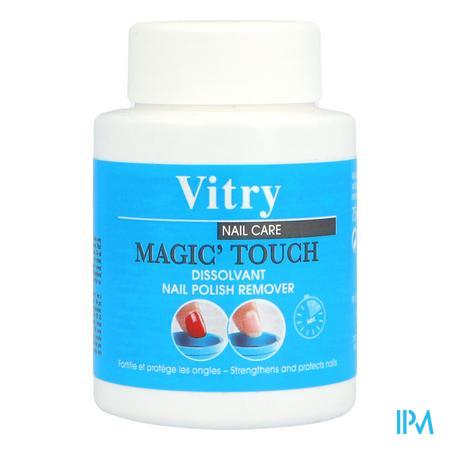 Vitry
NAIL CARE
MAGIC' TOUCH
DISSOLVANT
NAIL POLISH REMOVER
sec
Fortifie et protège les ongles – Strengthens and protects nails
IPM